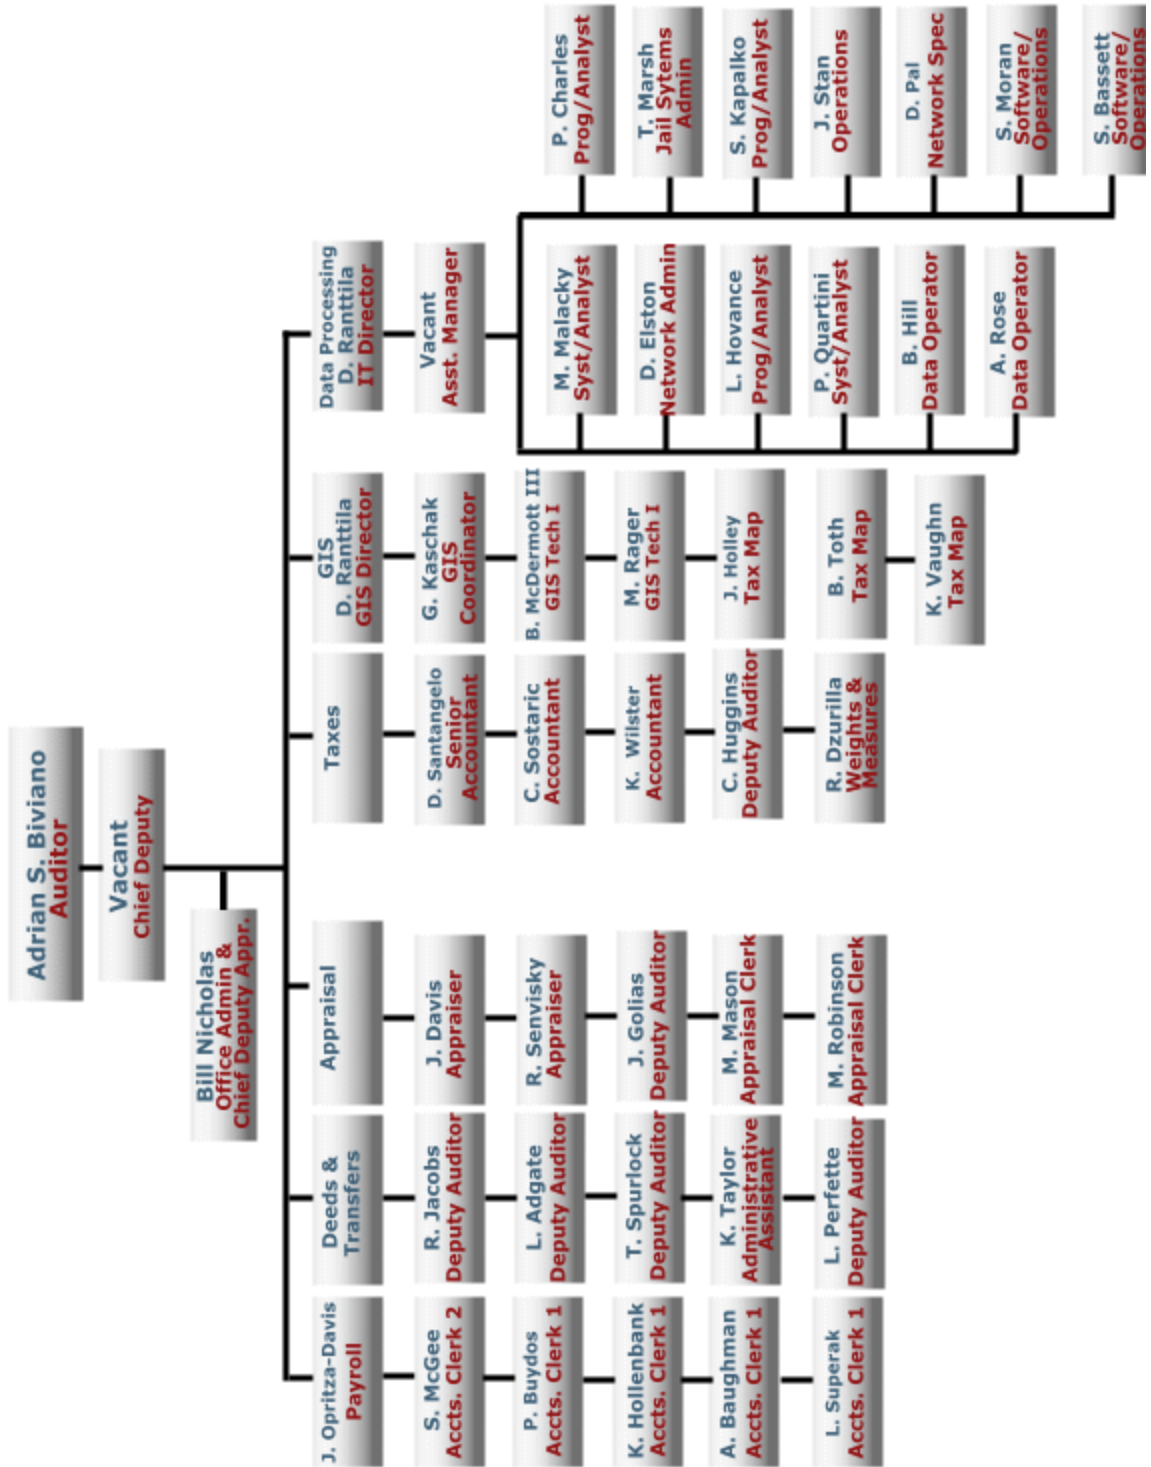 Adrian S. Biviano
Auditor
Vacant
Chief Deputy
Bill Nicholas
Office Admin &
Chief Deputy Appr.
J. Opritza-Davis
Payroll
S. McGee
Accts. Clerk 2
P. Buydos
Accts. Clerk 1
K. Hollenbank
Accts. Clerk 1
A. Baughman
Accts. Clerk 1
L. Superak
Accts. Clerk 1
Deeds &
Transfers
R. Jacobs
Deputy Auditor
L. Adgate
Deputy Auditor
T. Spurlock
Deputy Auditor
K. Taylor
Administrative
Assistant
L. Perfette
Deputy Auditor
Appraisal
J. Davis
Appraiser
R. Senvisky
Appraiser
J. Golias
Deputy Auditor
M. Mason
Appraisal Clerk
M. Robinson
Appraisal Clerk
Taxes
D. Santangelo
Senior
Accountant
C. Sostaric
Accountant
K. Wilster
Accountant
C. Huggins
Deputy Auditor
R. Dzurilla
Weights &
Measures
GIS
D. Ranttila
GIS Director
G. Kaschak
GIS
Coordinator
B. McDermott III
GIS Tech I
M. Rager
GIS Tech I
J. Holley
Tax Map
B. Toth
Tax Map
K. Vaughn
Tax Map
Data Processing
D. Ranttila
IT Director
Vacant
Asst. Manager
M. Malacky
Syst/Analyst
D. Elston
Network Admin
L. Hovance
Prog/Analyst
P. Quartini
Syst/Analyst
B. Hill
Data Operator
A. Rose
Data Operator
P. Charles
Prog/Analyst
T. Marsh
Jail Sytems
Admin
S. Kapalko
Prog/Analyst
J. Stan
Operations
D. Pal
Network Spec
S. Moran
Software/
Operations
S. Bassett
Software/
Operations